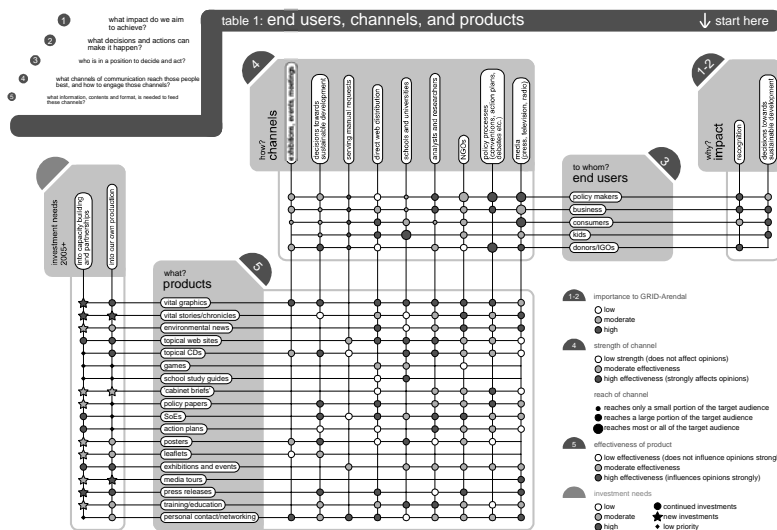 table 1: end users, channels, and products
start here
1
what impact do we aim
to achieve?
2
what decisions and actions can
make it happen?
3
who is in a position to decide and act?
4
what channels of communication reach those people
best, and how to engage those channels?
5
what information, contents and format, is needed to feed
these channels?
4
how?
channels
exhibitions, events, meetings
decisions towards
sustainable development
serving manual requests
direct web distribution
schools and universities
analysts and researchers
NGOs
policy processes
(conventions, action plans,
debates etc.)
media
(press, television, radio)
1-2
why?
impact
recognition
decisions towards
sustainable development
3
to whom?
end users
policy makers
business
consumers
kids
donors/IGOs
investment needs
2005+
into capacity building
and partnerships
into our own production
5
what?
products
vital graphics
vital stories/chronicles
environmental news
topical web sites
topical CDs
games
school study guides
'cabinet briefs'
policy papers
SoEs
action plans
posters
leaflets
exhibitions and events
media tours
press releases
training/education
personal contact/networking
1-2
importance to GRID-Arendal
low
moderate
high
4
strength of channel
low strength (does not affect opinions)
moderate effectiveness
high effectiveness (strongly affects opinions)
reach of channel
reaches only a small portion of the target audience
reaches a large portion of the target audience
reaches most or all of the target audience
5
effectiveness of product
low effectiveness (does not influence opinions strongl
moderate effectiveness
high effectiveness (influences opinions strongly)
investment needs
low
continued investments
moderate
new investments
high
low priority